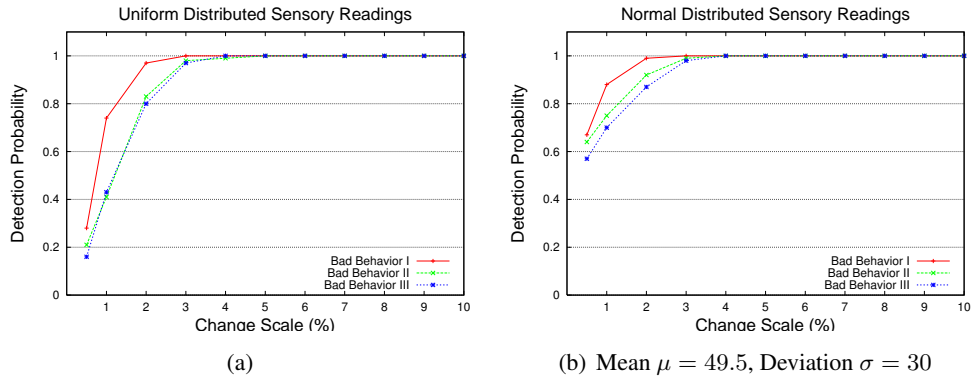 Uniform Distributed Sensory Readings
Detection Probability
1
0.8
0.6
0.4
0.2
0
Bad Behavior I
Bad Behavior II
Bad Behavior III
1 2 3 4 5 6 7 8 9 10
Change Scale (%)
(a)
Normal Distributed Sensory Readings
Detection Probability
1
0.8
0.6
0.4
0.2
0
Bad Behavior I
Bad Behavior II
Bad Behavior III
1 2 3 4 5 6 7 8 9 10
Change Scale (%)
(b) Mean μ = 49.5, Deviation σ = 30